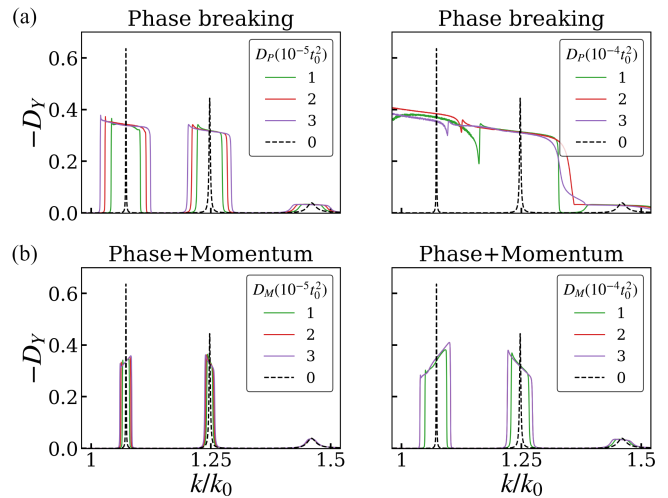 (a)
Phase breaking
Phase breaking
−D_Y
0.6
0.4
0.2
0.0
D_P(10^{-5}t_0^2)
1
2
3
0
D_P(10^{-4}t_0^2)
1
2
3
0
(b)
Phase+Momentum
Phase+Momentum
−D_Y
0.6
0.4
0.2
0.0
D_M(10^{-5}t_0^2)
1
2
3
0
D_M(10^{-4}t_0^2)
1
2
3
0
1
1.25
1.5
1
1.25
1.5
k/k_0
k/k_0